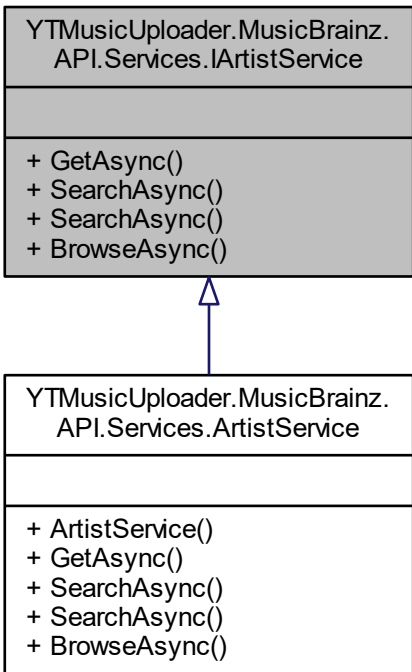 YTMusicUploader.MusicBrainz.
API.Services.IArtistService
+ GetAsync()
+ SearchAsync()
+ SearchAsync()
+ BrowseAsync()
YTMusicUploader.MusicBrainz.
API.Services.ArtistService
+ ArtistService()
+ GetAsync()
+ SearchAsync()
+ SearchAsync()
+ BrowseAsync()